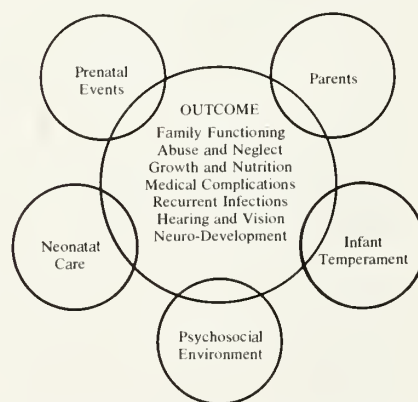 Prenatal
Events
Parents
OUTCOME
Family Functioning
Abuse and Neglect
Growth and Nutrition
Medical Complications
Recurrent Infections
Hearing and Vision
Neuro-Development
Neonatat
Care
Infant
Temperament
Psychosocial
Environment